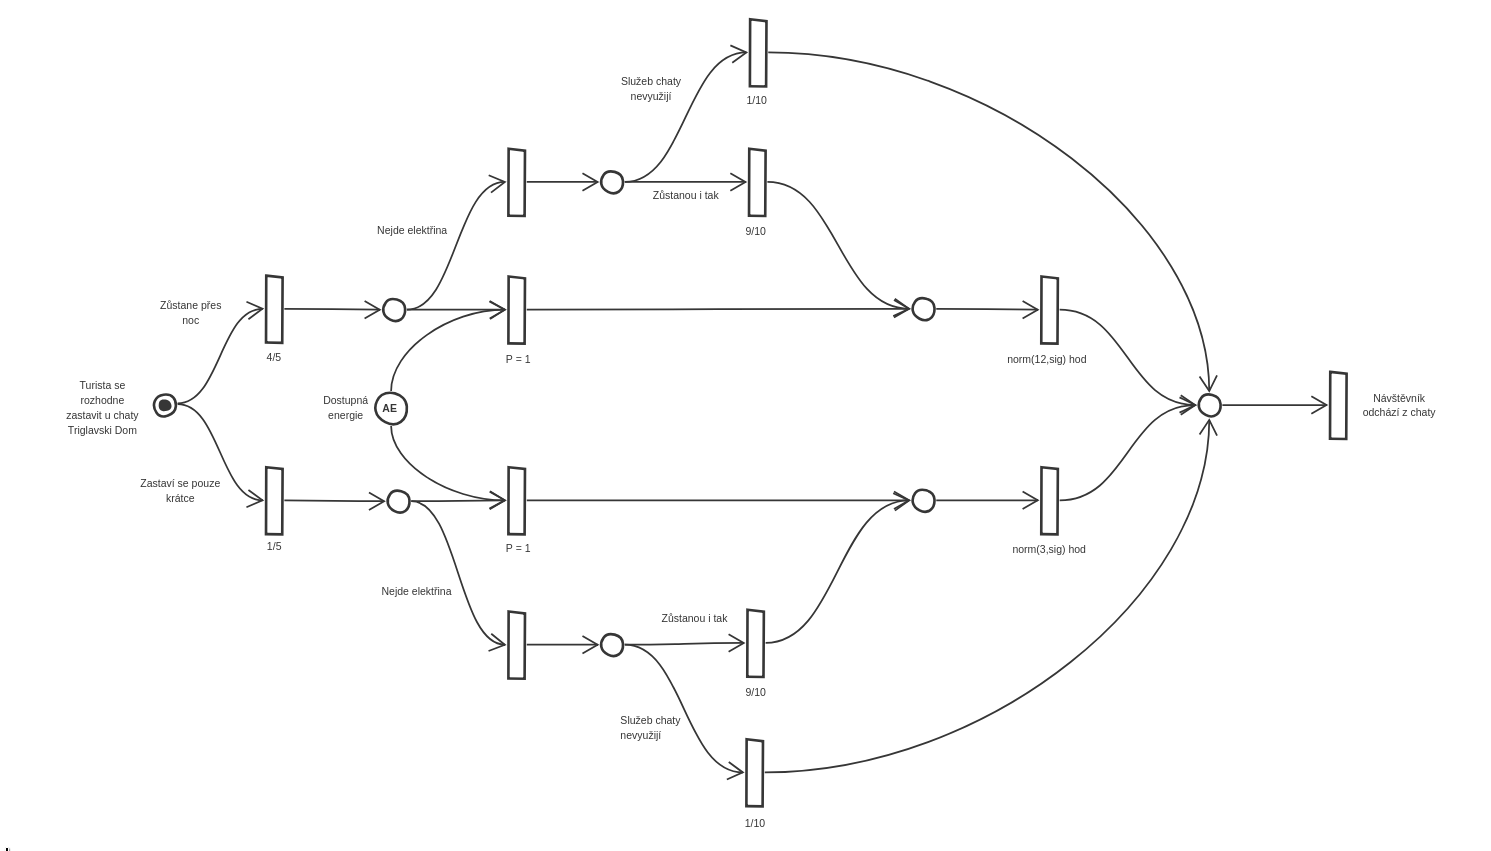 Služeb chaty
nevyužijí
1/10
Zůstanou i tak
9/10
Nejde elektřina
Zůstane přes
noc
4/5
P = 1
norm(12,sig) hod
Turista se
rozhodne
zastavit u chaty
Triglavski Dom
Dostupná
energie
AE
Návštěvník
odchází z chaty
Zastaví se pouze
krátce
1/5
P = 1
norm(3,sig) hod
Nejde elektřina
Zůstanou i tak
9/10
Služeb chaty
nevyužijí
1/10